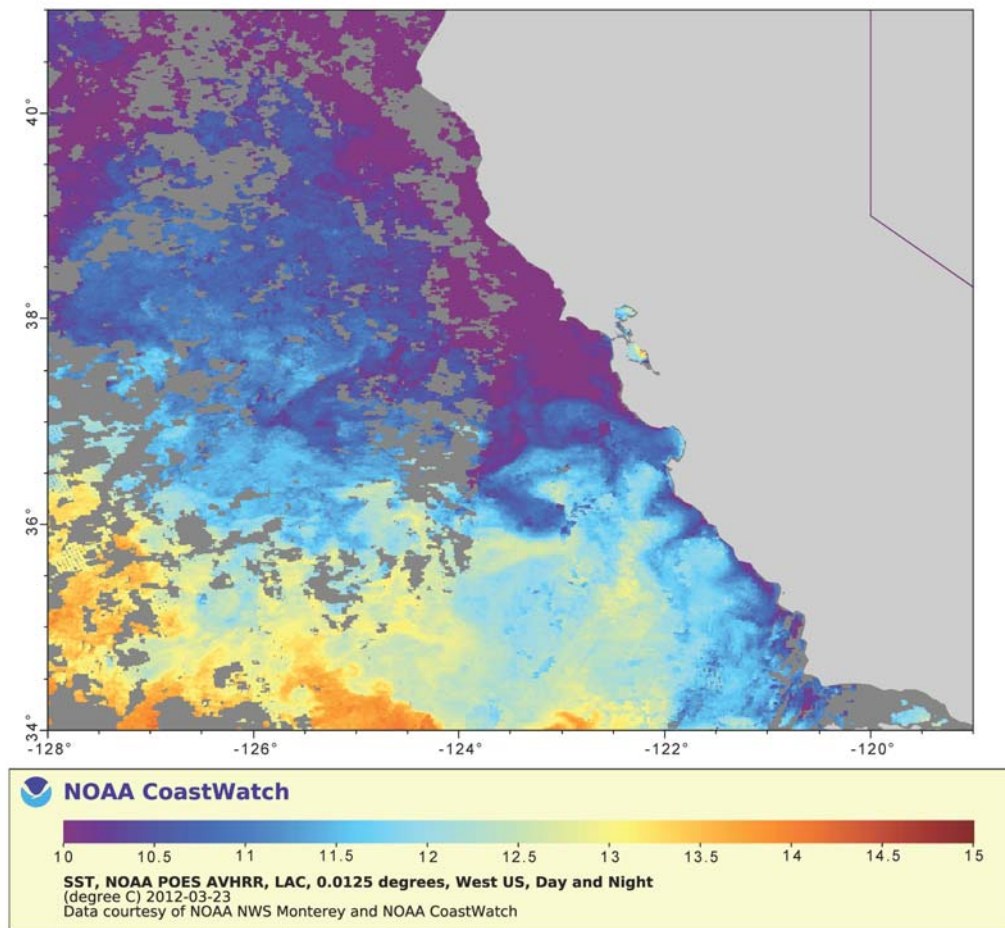 40°
38°
36°
34°
-128°
-126°
-124°
-122°
-120°
NOAA CoastWatch
10 10.5 11 11.5 12 12.5 13 13.5 14 14.5 15
SST, NOAA POES AVHRR, LAC, 0.0125 degrees, West US, Day and Night
(degree C) 2012-03-23
Data courtesy of NOAA NWS Monterey and NOAA CoastWatch